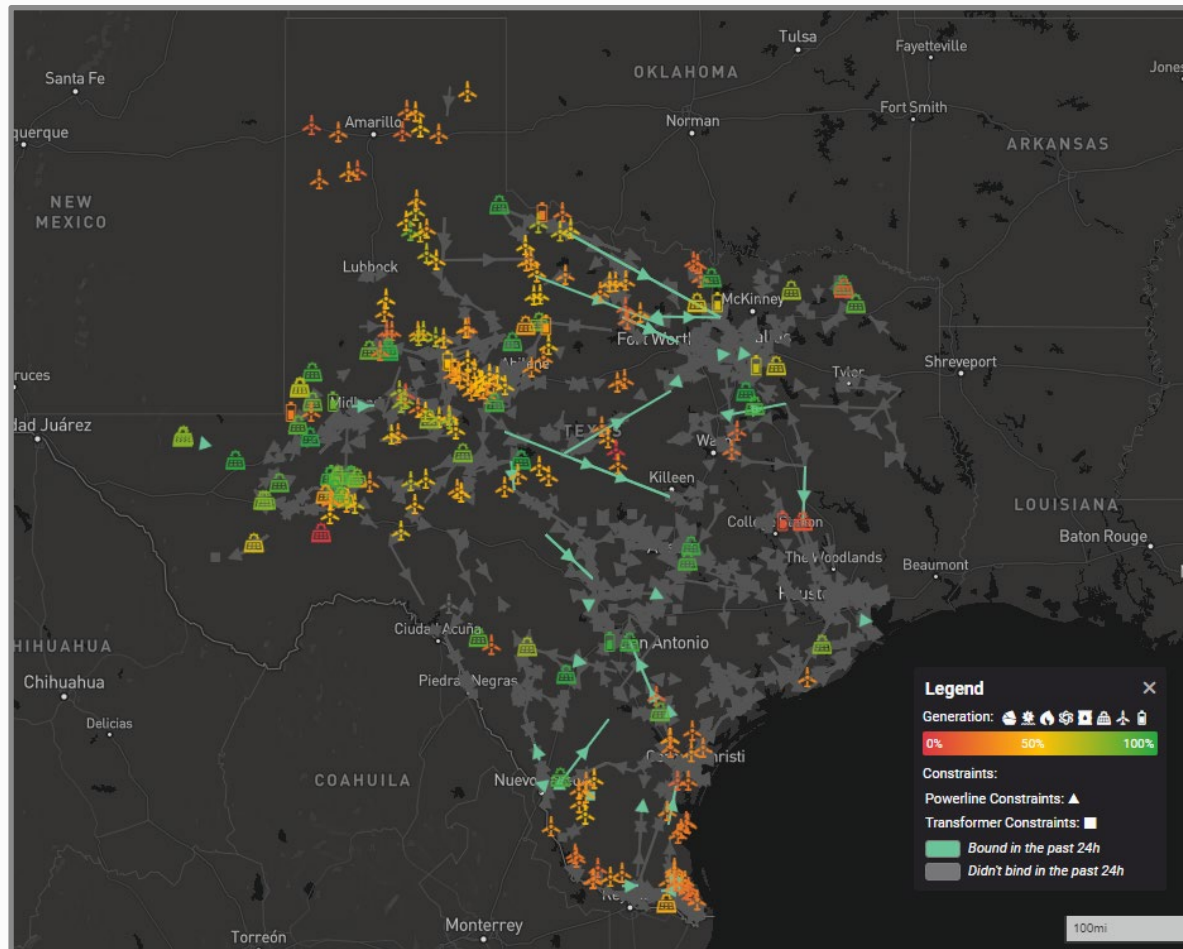 Tulsa
Fayetteville
OKLAHOMA
Jones
Santa Fe
Fort Smith
querque
Amarillo
Norman
ARKANSAS
NEW
MEXICO
Lubbock
McKinney
Fort Worth
Shreveport
Tyler
ruces
dad Juárez
TEXAS
Killeen
LOUISIANA
College Station
Baton Rouge
The Woodlands
Beaumont
Ciudad Acuña
HIHUAHUA
an Antonio
Piedras Negras
Chihuahua
Delicias
COAHUILA
Monterrey
Torreón
100mi
Legend
Generation:
0% 50% 100%
Constraints:
Powerline Constraints:
Transformer Constraints:
Bound in the past 24h
Didn't bind in the past 24h